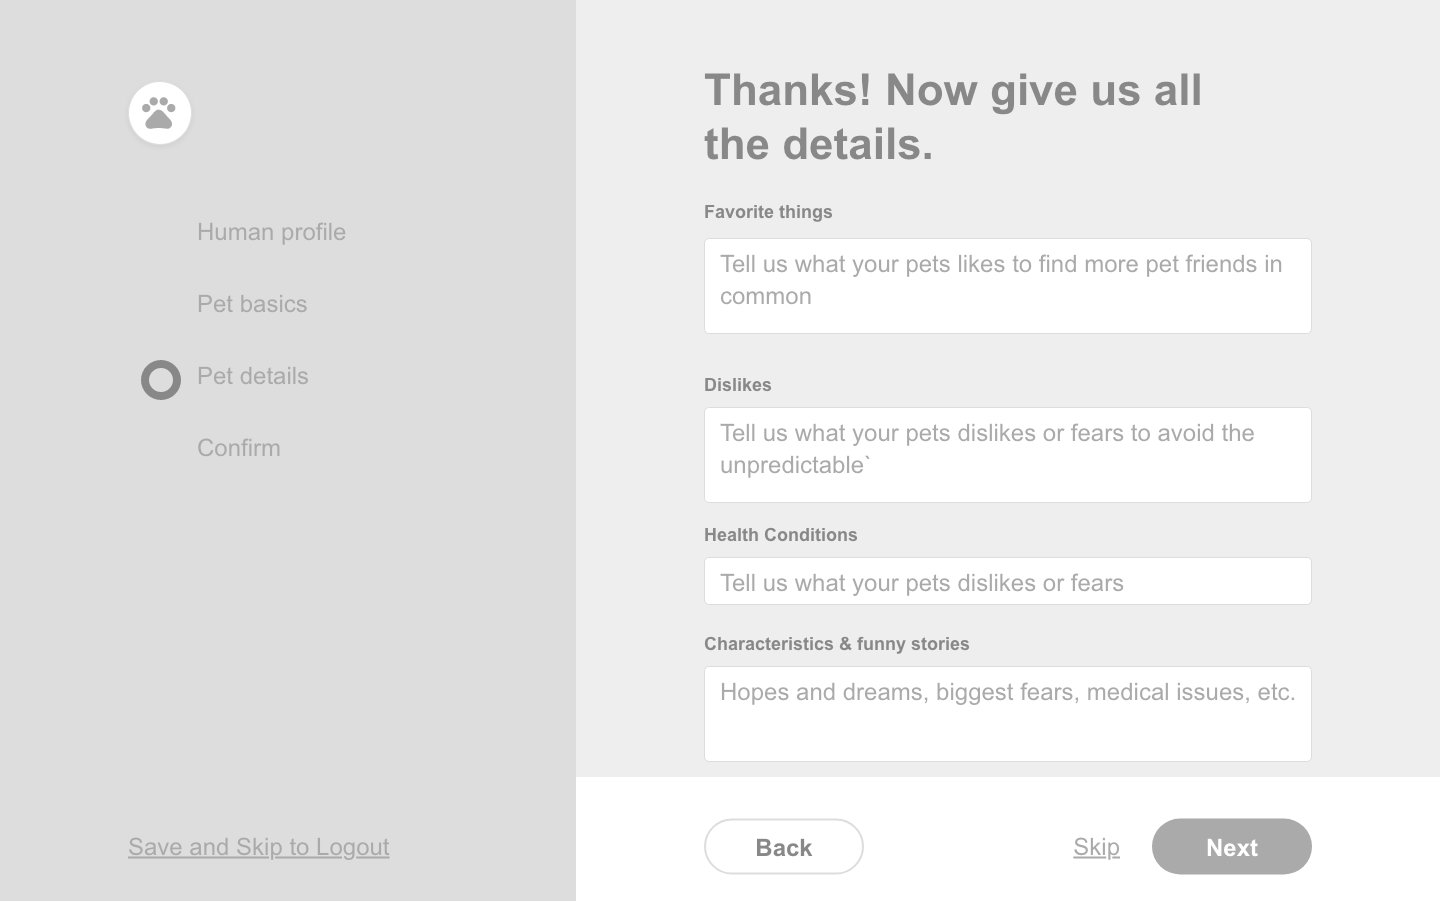 Human profile
Pet basics
Pet details
Confirm
Save and Skip to Logout
Thanks! Now give us all
the details.
Favorite things
Tell us what your pets likes to find more pet friends in
common
Dislikes
Tell us what your pets dislikes or fears to avoid the
unpredictable`
Health Conditions
Tell us what your pets dislikes or fears
Characteristics & funny stories
Hopes and dreams, biggest fears, medical issues, etc.
Back
Skip
Next